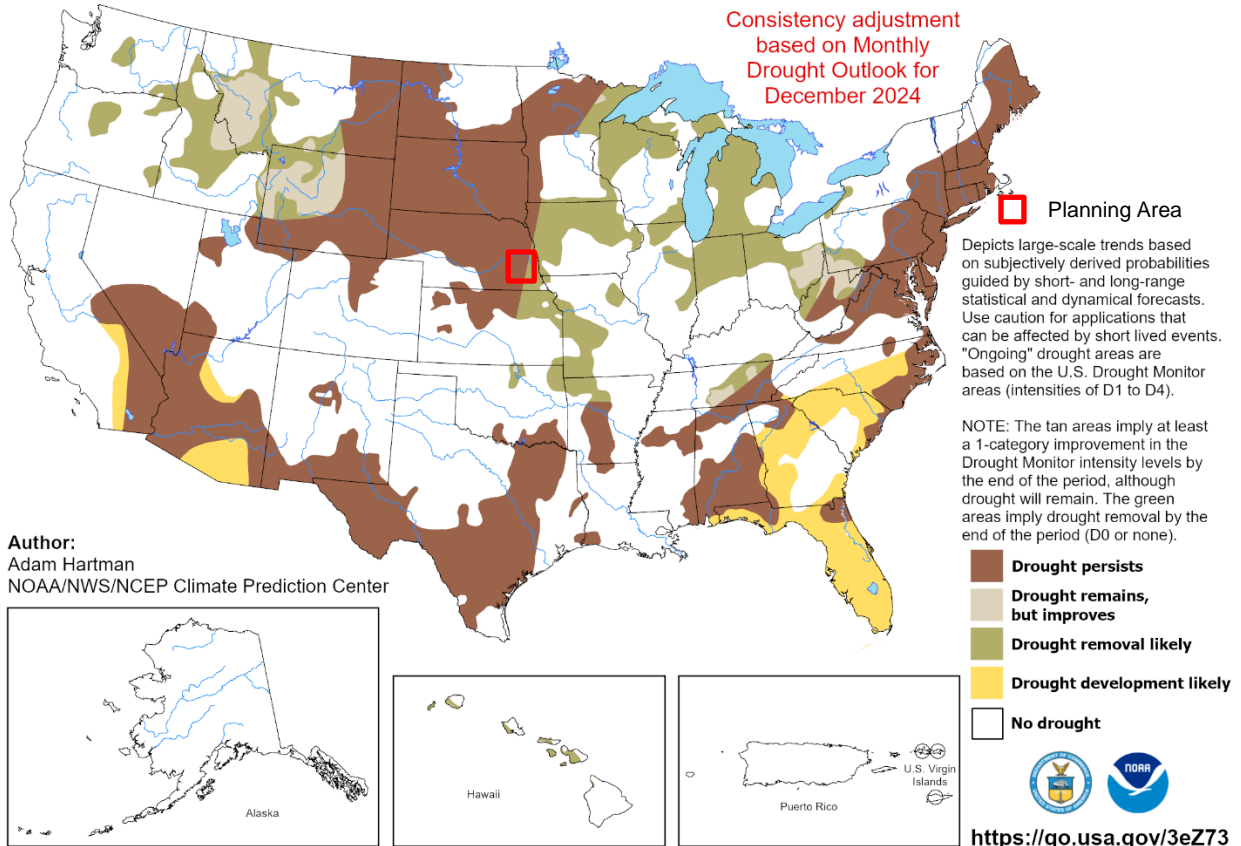 Consistency adjustment
based on Monthly
Drought Outlook for
December 2024
Planning Area
Depicts large-scale trends based
on subjectively derived probabilities
guided by short- and long-range
statistical and dynamical forecasts.
Use caution for applications that
can be affected by short lived events.
"Ongoing" drought areas are
based on the U.S. Drought Monitor
areas (intensities of D1 to D4).
NOTE: The tan areas imply at least
a 1-category improvement in the
Drought Monitor intensity levels by
the end of the period, although
drought will remain. The green
areas imply drought removal by the
end of the period (D0 or none).
Author:
Adam Hartman
NOAA/NWS/NCEP Climate Prediction Center
Drought persists
Drought remains,
but improves
Drought removal likely
Drought development likely
No drought
Alaska
Hawaii
Puerto Rico
U.S. Virgin
Islands
NOAA
https://go.usa.gov/3eZ73